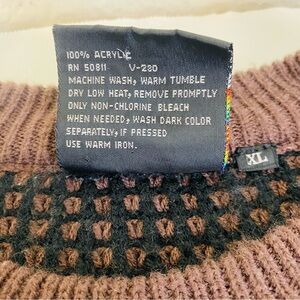 100% ACRYLIC
RN 50811 V-280
MACHINE WASH, WARM TUMBLE
DRY LOW HEAT, REMOVE PROMPTLY
ONLY NON-CHLORINE BLEACH
WHEN NEEDED, WASH DARK COLOR
SEPARATELY, IF PRESSED
USE WARM IRON.
XL